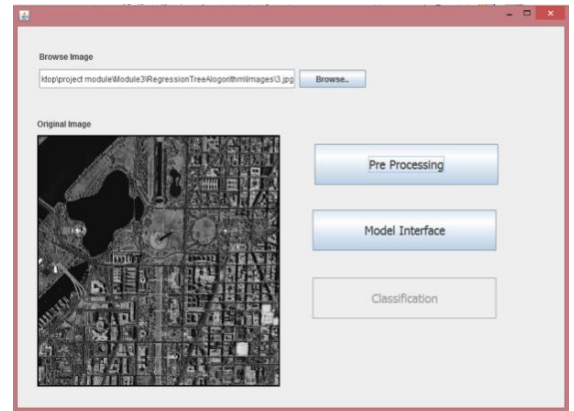 Browse Image
ktop\project module\Module3\RegressionTreeAlogorithm\images\3.jpg
Browse..
Original Image
Pre Processing
Model Interface
Classification